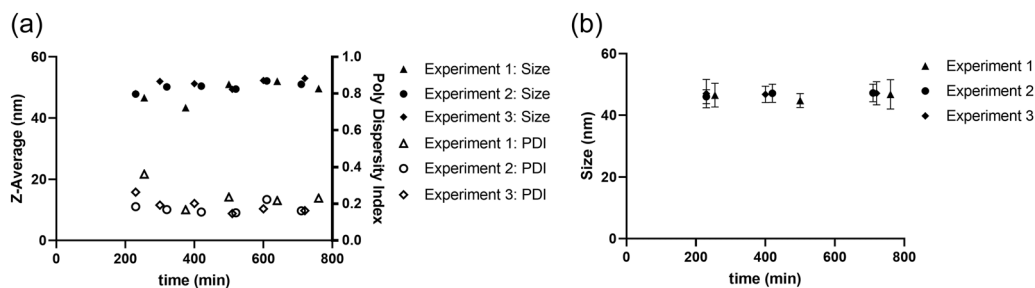 (a)
60
40
20
0
Z-Average (nm)
1.0
0.8
0.6
0.4
0.2
0.0
Poly Dispersity Index
0
200
400
600
800
time (min)
Experiment 1: Size
Experiment 2: Size
Experiment 3: Size
Experiment 1: PDI
Experiment 2: PDI
Experiment 3: PDI
(b)
60
40
20
0
Size (nm)
0
200
400
600
800
time (min)
Experiment 1
Experiment 2
Experiment 3